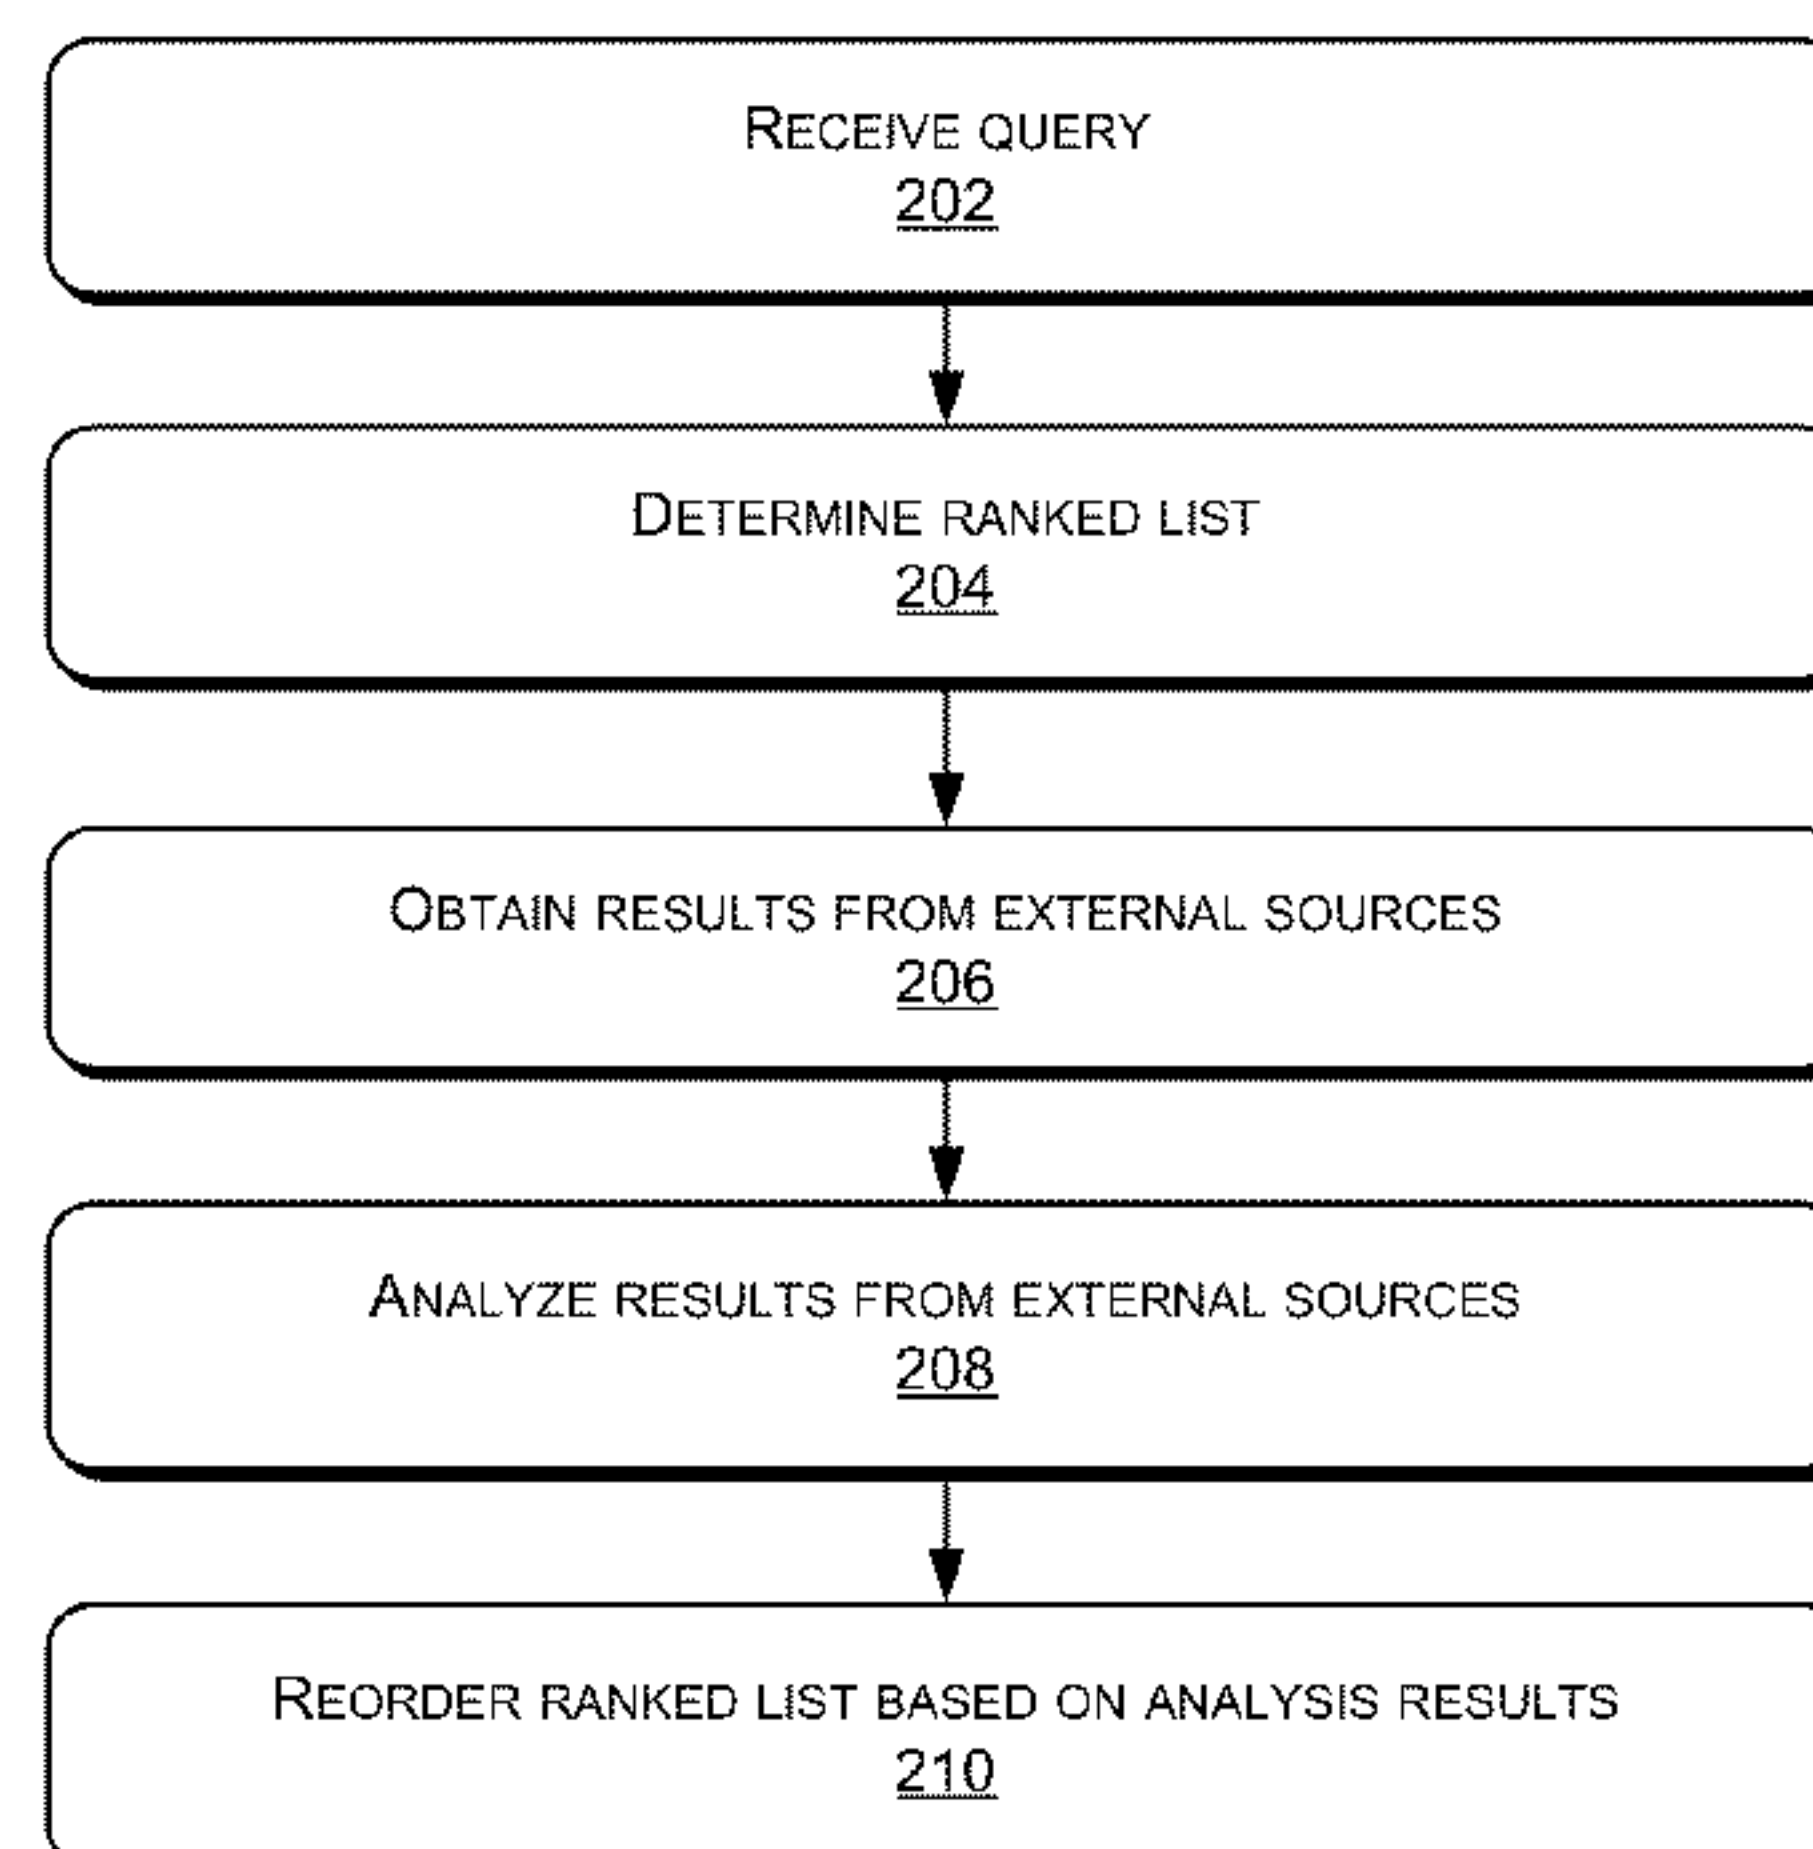 RECEIVE QUERY
202
DETERMINE RANKED LIST
204
OBTAIN RESULTS FROM EXTERNAL SOURCES
206
ANALYZE RESULTS FROM EXTERNAL SOURCES
208
REORDER RANKED LIST BASED ON ANALYSIS RESULTS
210